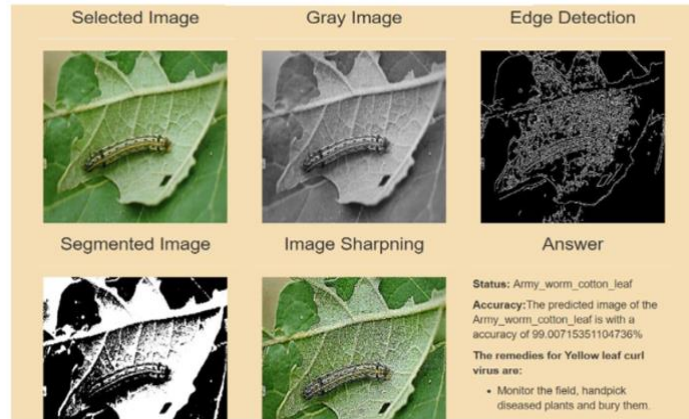 Selected Image
Gray Image
Edge Detection
Segmented Image
Image Sharpning
Answer
Status: Army_worm_cotton_leaf
Accuracy:The predicted image of the
Army_worm_cotton_leaf is with a
accuracy of 99.00715351104736%
The remedies for Yellow leaf curl
virus are:
• Monitor the field, handpick
diseased plants and bury them.